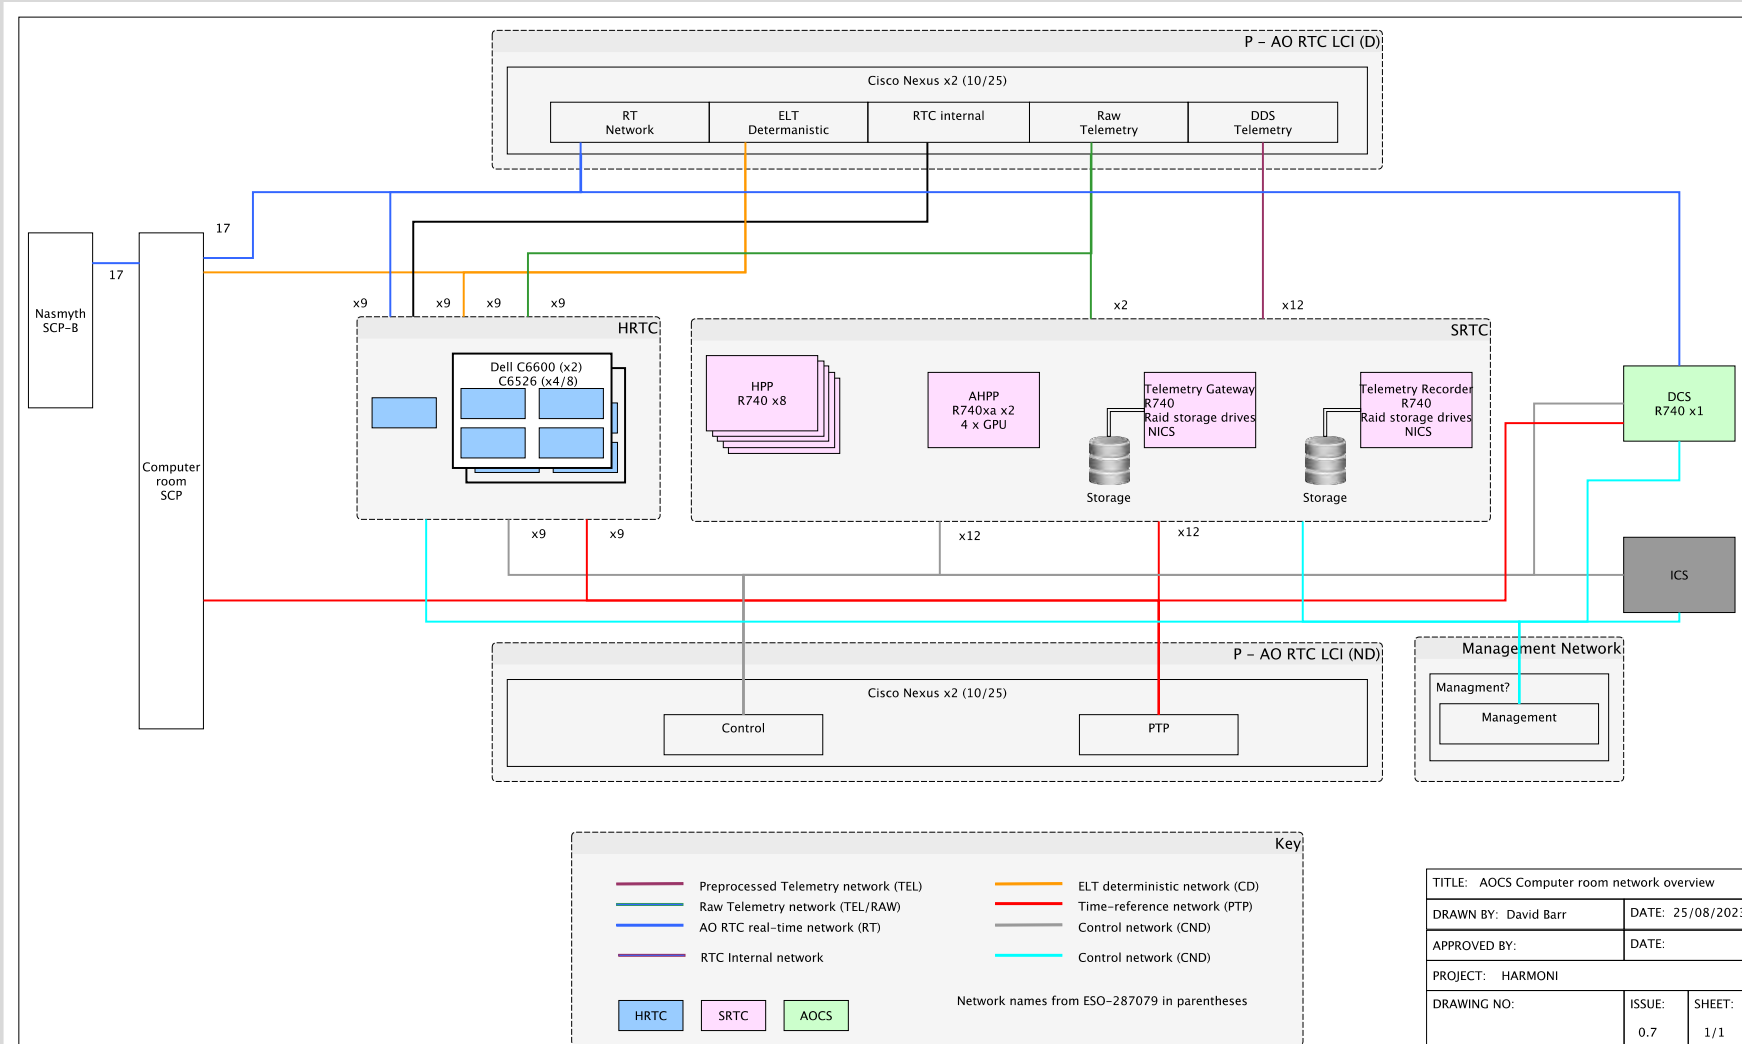 P – AO RTC LCI (D)
Cisco Nexus x2 (10/25)
RT
Network
ELT
Determanistic
RTC internal
Raw
Telemetry
DDS
Telemetry
17
17
Nasmyth
SCP-B
Computer
room
SCP
x9
x9
x9
x9
x2
x12
HRTC
Dell C6600 (x2)
C6526 (x4/8)
SRTC
HPP
R740 x8
AHPP
R740xa x2
4 x GPU
Telemetry Gateway
R740
Raid storage drives
NICS
Storage
Telemetry Recorder
R740
Raid storage drives
NICS
Storage
DCS
R740 x1
x9
x9
x12
x12
ICS
P – AO RTC LCI (ND)
Cisco Nexus x2 (10/25)
Control
PTP
Management Network
Managment?
Management
Key
Preprocessed Telemetry network (TEL)
Raw Telemetry network (TEL/RAW)
AO RTC real-time network (RT)
RTC Internal network
ELT deterministic network (CD)
Time-reference network (PTP)
Control network (CND)
Control network (CND)
Network names from ESO-287079 in parentheses
HRTC
SRTC
AOCS
TITLE: AOCS Computer room network overview
DRAWN BY: David Barr
DATE: 25/08/2023
APPROVED BY:
DATE:
PROJECT: HARMONI
DRAWING NO:
ISSUE:
0.7
SHEET:
1/1